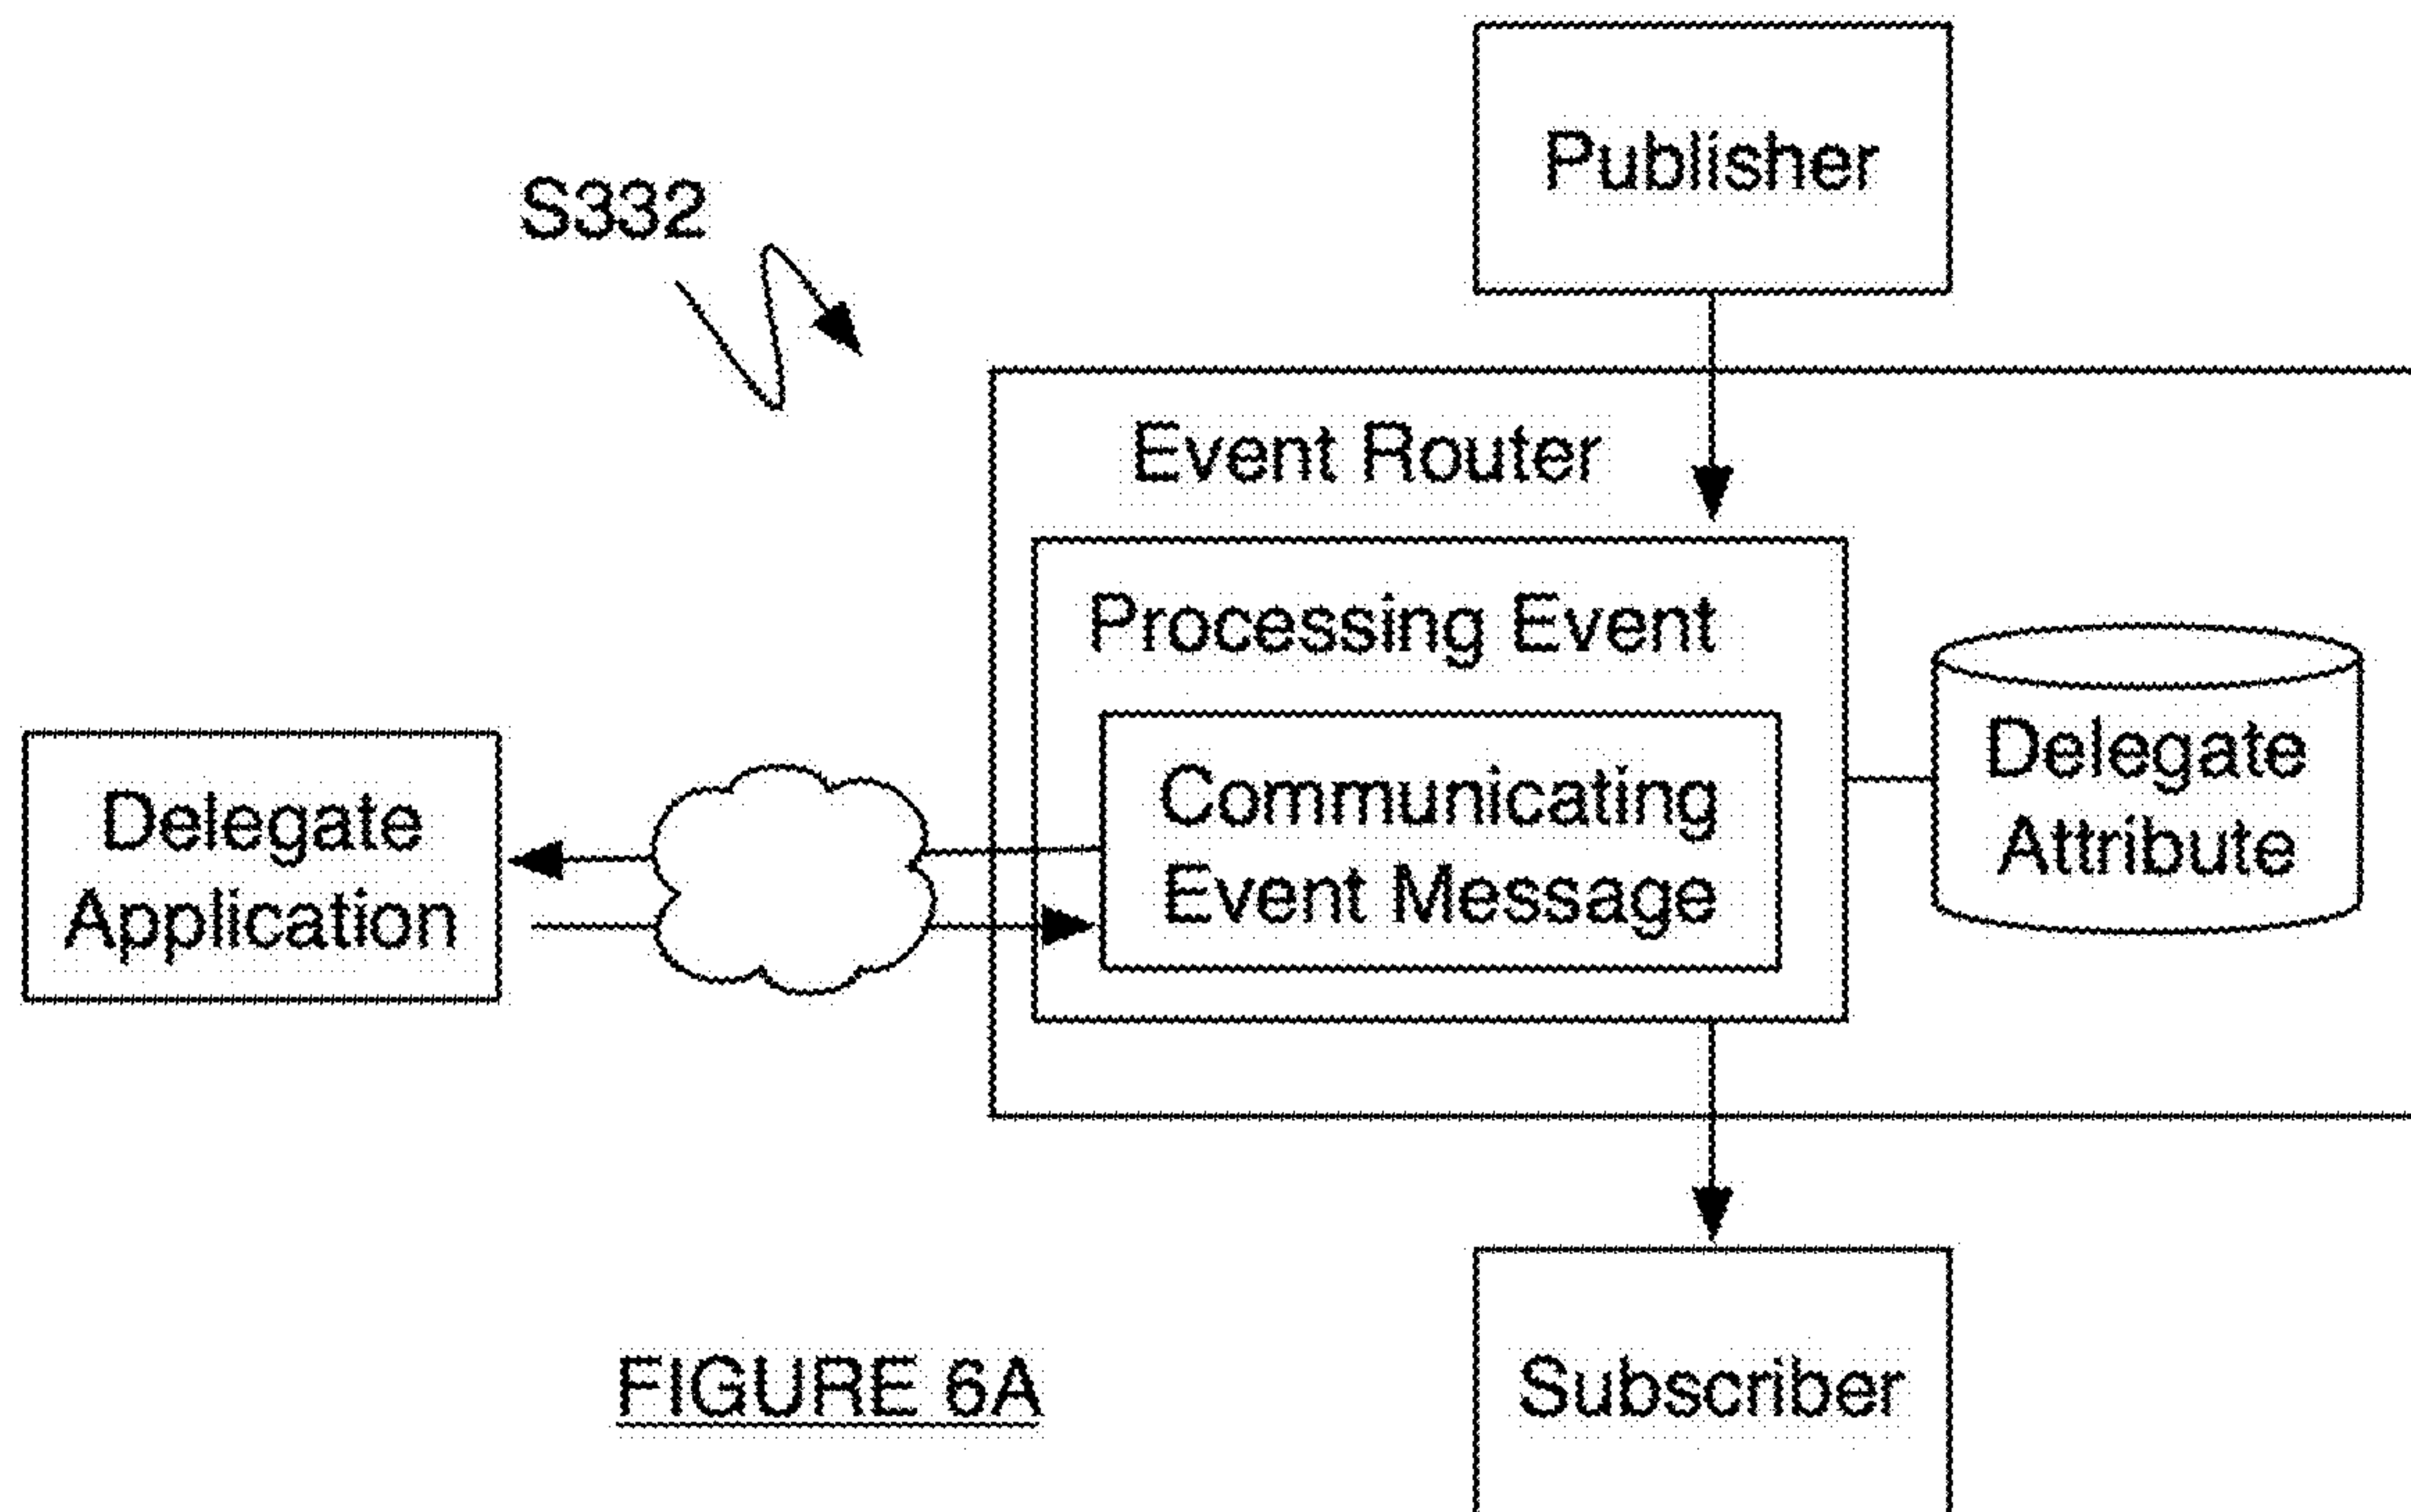 Publisher
S332
Event Router
Processing Event
Communicating
Event Message
Delegate
Attribute
Delegate
Application
Subscriber
FIGURE 6A